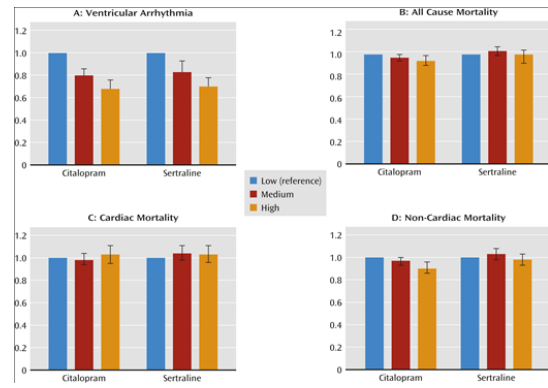 A: Ventricular Arrhythmia
1.2
1.0
0.8
0.6
0.4
0.2
0
Citalopram Sertraline
B: All Cause Mortality
1.2
1.0
0.8
0.6
0.4
0.2
0
Citalopram Sertraline
Low (reference)
Medium
High
C: Cardiac Mortality
1.2
1.0
0.8
0.6
0.4
0.2
0
Citalopram Sertraline
D: Non-Cardiac Mortality
1.2
1.0
0.8
0.6
0.4
0.2
0
Citalopram Sertraline